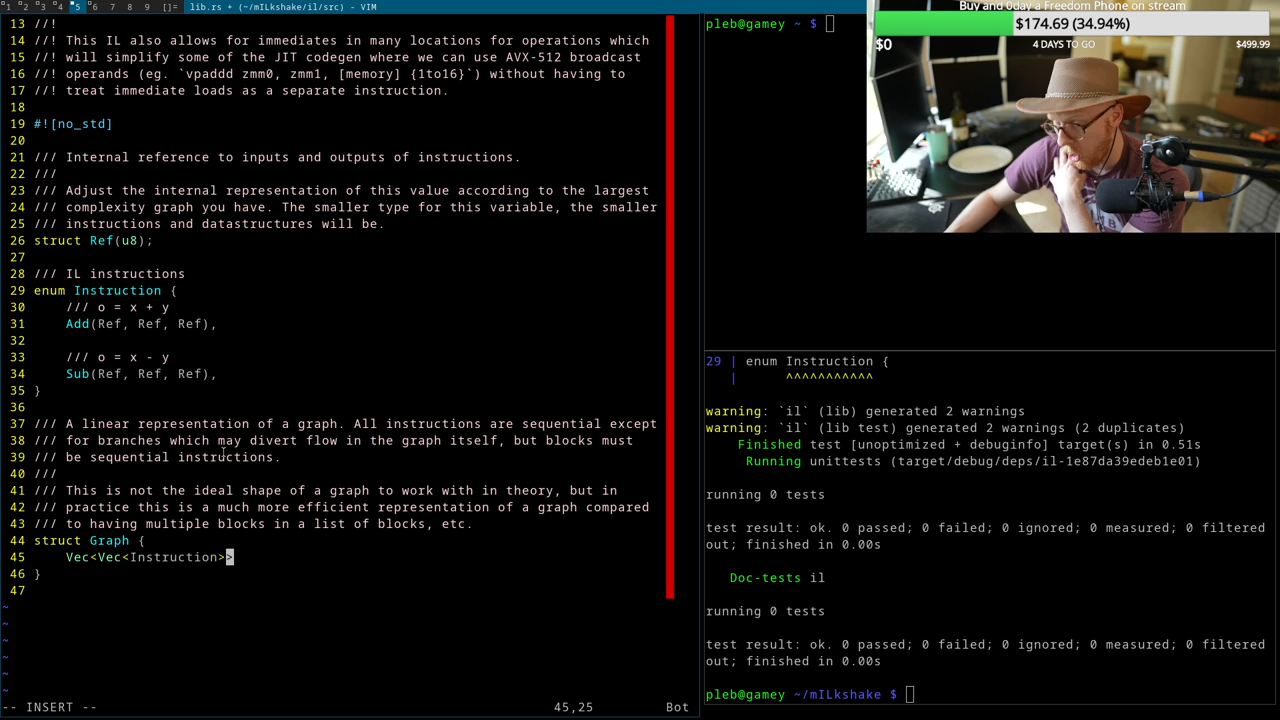 1 2 3 4 5 6 7 8 9 []= lib.rs + (~/mILkshake/il/src) - VIM
13 //!
14 //! This IL also allows for immediates in many locations for operations which
15 //! will simplify some of the JIT codegen where we can use AVX-512 broadcast
16 //! operands (eg. `vpaddd zmm0, zmm1, [memory] {1to16}`) without having to
17 //! treat immediate loads as a separate instruction.
18
19 #![no_std]
20
21 /// Internal reference to inputs and outputs of instructions.
22 ///
23 /// Adjust the internal representation of this value according to the largest
24 /// complexity graph you have. The smaller type for this variable, the smaller
25 /// instructions and datastructures will be.
26 struct Ref(u8);
27
28 /// IL instructions
29 enum Instruction {
30     /// o = x + y
31     Add(Ref, Ref, Ref),
32
33     /// o = x - y
34     Sub(Ref, Ref, Ref),
35 }
36
37 /// A linear representation of a graph. All instructions are sequential except
38 /// for branches which may divert flow in the graph itself, but blocks must
39 /// be sequential instructions.
40 ///
41 /// This is not the ideal shape of a graph to work with in theory, but in
42 /// practice this is a much more efficient representation of a graph compared
43 /// to having multiple blocks in a list of blocks, etc.
44 struct Graph {
45     Vec<Vec<Instruction>>
46 }
47
~
~
~
~
~
~
-- INSERT --                    45,25          Bot
pleb@gamey ~ $
Buy and 0day a Freedom Phone on stream
$174.69 (34.94%)
$0 4 DAYS TO GO $499.99
29 | enum Instruction {
   |      ^^^^^^^^^^^
warning: `il` (lib) generated 2 warnings
warning: `il` (lib test) generated 2 warnings (2 duplicates)
    Finished test [unoptimized + debuginfo] target(s) in 0.51s
     Running unittests (target/debug/deps/il-1e87da39edeb1e01)
running 0 tests
test result: ok. 0 passed; 0 failed; 0 ignored; 0 measured; 0 filtered
out; finished in 0.00s
   Doc-tests il
running 0 tests
test result: ok. 0 passed; 0 failed; 0 ignored; 0 measured; 0 filtered
out; finished in 0.00s
pleb@gamey ~/mILkshake $